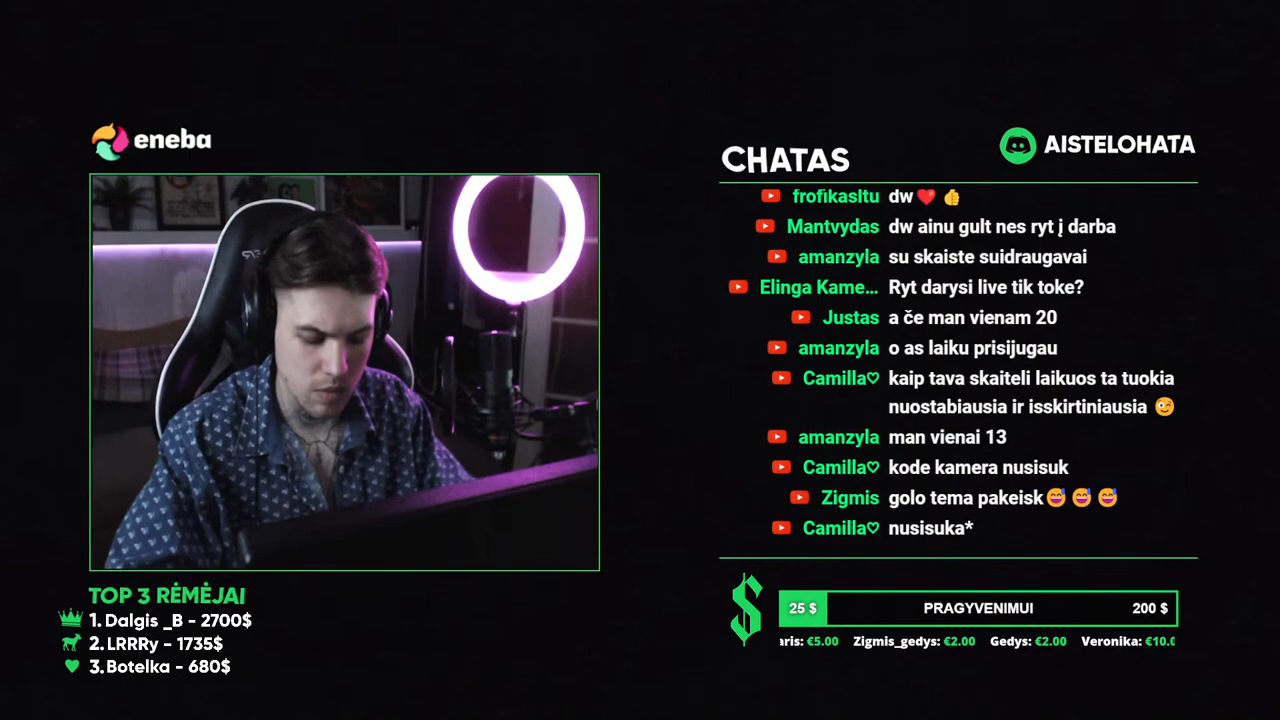 eneba
AISTELOHATA
CHATAS
frofikasltu dw ❤️ 👍
Mantvydas dw ainu gult nes ryt į darba
amanzyla su skaiste suidraugavai
Elinga Kame... Ryt darysi live tik toke?
Justas a če man vienam 20
amanzyla o as laiku prisijugau
Camilla♡ kaip tava skaiteli laikuos ta tuokia
nuostabiausia ir isskirtiniausia 😉
amanzyla man vienai 13
Camilla♡ kode kamera nusisuk
Zigmis golo tema pakeisk😅 😅 😅
Camilla♡ nusisuka*
TOP 3 RĖMĖJAI
1. Dalgis _B - 2700$
2. LRRRy - 1735$
3. Botelka - 680$
25 $ PRAGYVENIMUI 200 $
aris: €5.00 Zigmis_gedys: €2.00 Gedys: €2.00 Veronika: €10.0